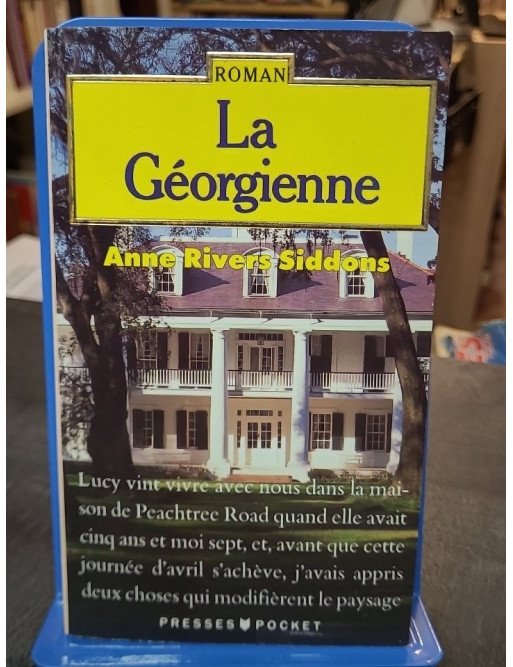 ROMAN
La
Géorgienne
Anne Rivers Siddons
Lucy vint vivre avec nous dans la mai-
son de Peachtree Road quand elle avait
cinq ans et moi sept, et, avant que cette
journée d'avril s'achève, j'avais appris
deux choses qui modifièrent le paysage
PRESSES POCKET